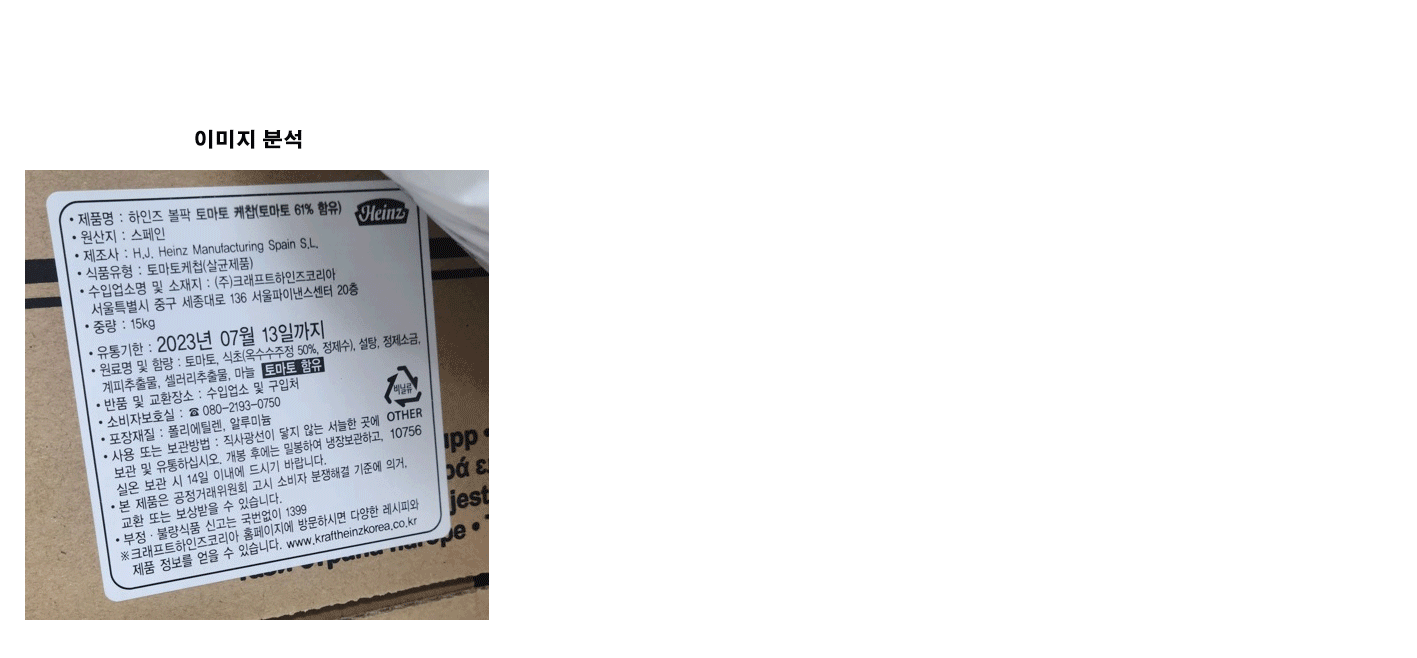 이미지 분석
• 제품명 : 하인즈 볼팍 토마토 케찹(토마토 61% 함유)
Heinz
• 원산지 : 스페인
• 제조사 : H.J. Heinz Manufacturing Spain S.L.
• 식품유형 : 토마토케첩(살균제품)
• 수입업소명 및 소재지 : (주)크래프트하인즈코리아
서울특별시 중구 세종대로 136 서울파이낸스센터 20층
• 중량 : 15kg
• 유통기한 : 2023년 07월 13일까지
• 원료명 및 함량 : 토마토, 식초(옥수수주정 50%, 정제수), 설탕, 정제소금,
계피추출물, 셀러리추출물, 마늘 토마토 함유
• 반품 및 교환장소 : 수입업소 및 구입처
• 소비자보호실 : ☎ 080-2193-0750
• 포장재질 : 폴리에틸렌, 알루미늄
비닐류
OTHER
10756
• 사용 또는 보관방법 : 직사광선이 닿지 않는 서늘한 곳에
보관 및 유통하십시오. 개봉 후에는 밀봉하여 냉장보관하고,
실온 보관 시 14일 이내에 드시기 바랍니다.
• 본 제품은 공정거래위원회 고시 소비자 분쟁해결 기준에 의거,
교환 또는 보상받을 수 있습니다.
• 부정 · 불량식품 신고는 국번없이 1399
※ 크래프트하인즈코리아 홈페이지에 방문하시면 다양한 레시피와
제품 정보를 얻을 수 있습니다. www.kraftheinzkorea.co.kr